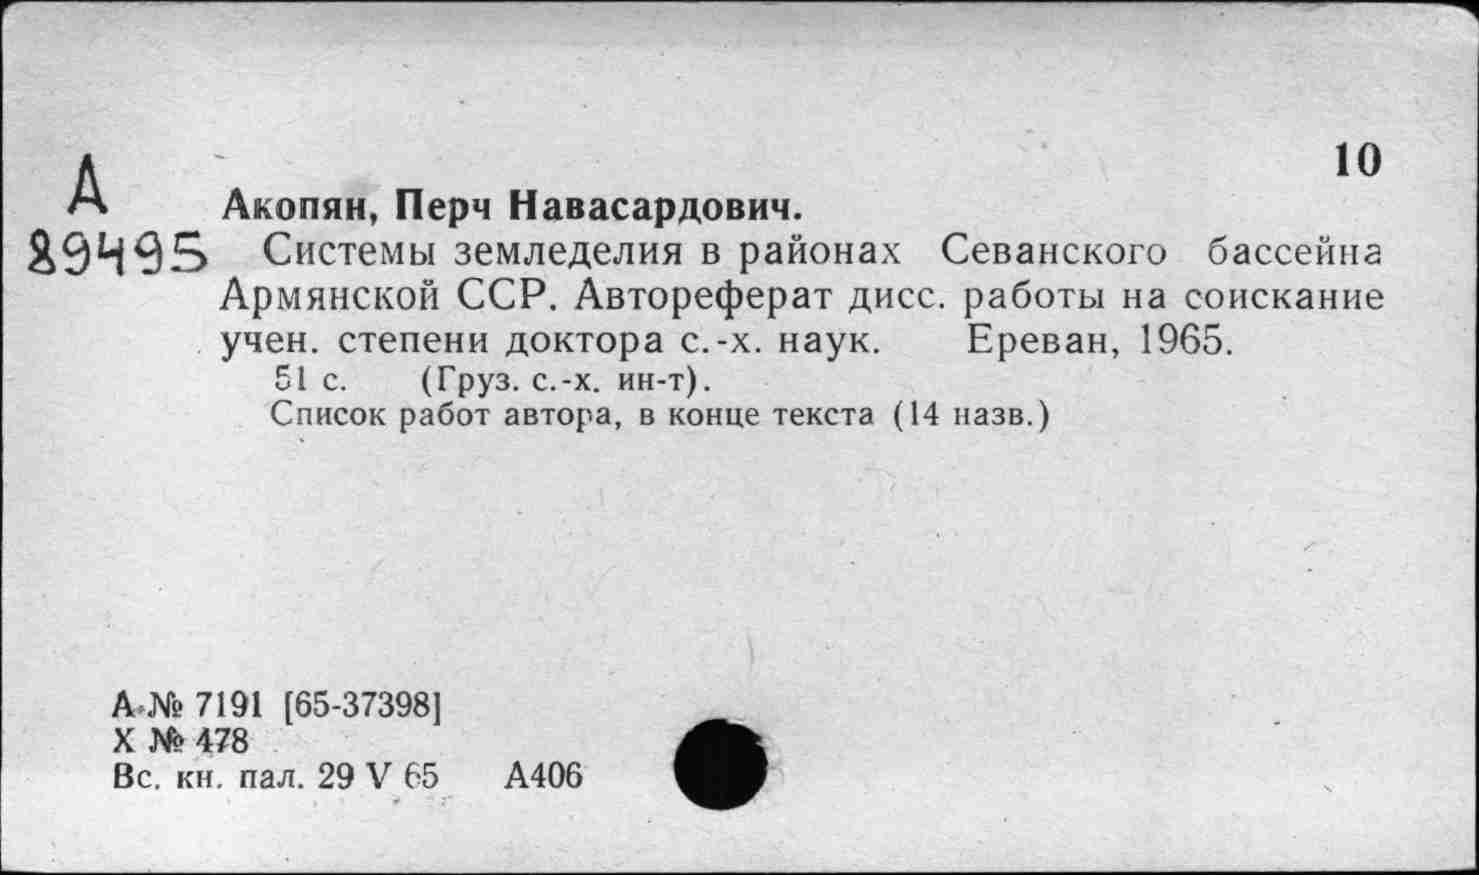 10
А
Акопян, Перч Навасардович.
89495 Системы земледелия в районах Севанского бассейна
Армянской ССР. Автореферат дисс. работы на соискание
учен. степени доктора с.-х. наук. Ереван, 1965.
51 с. (Груз. с.-х. ин-т).
Список работ автора, в конце текста (14 назв.)
А № 7191 [65-37398]
Х № 478
Вс. кн. пал. 29 V 65 А406